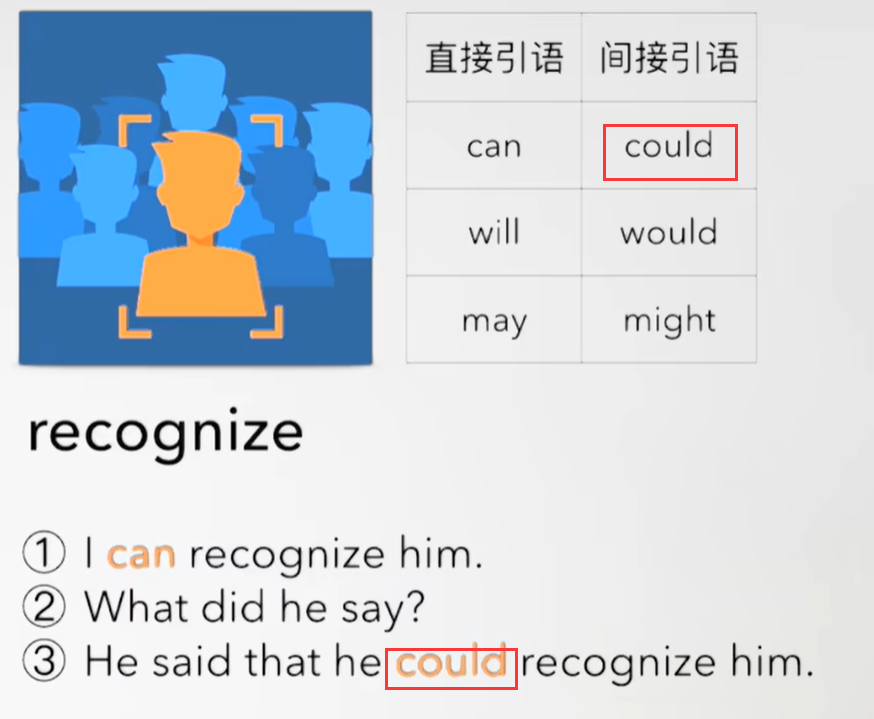 直接引语 间接引语
can could
will would
may might
recognize
① I can recognize him.
② What did he say?
③ He said that he could recognize him.